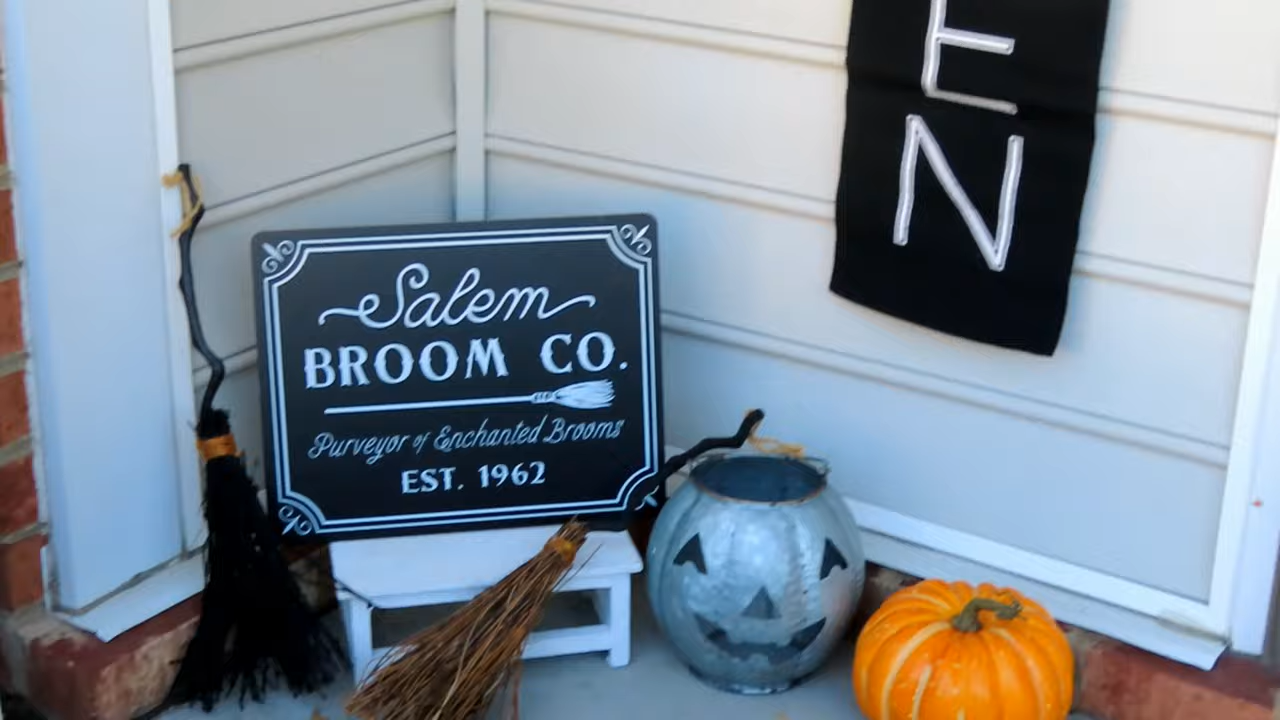 Salem
BROOM CO.
Purveyor of Enchanted Brooms
EST. 1962
E
N